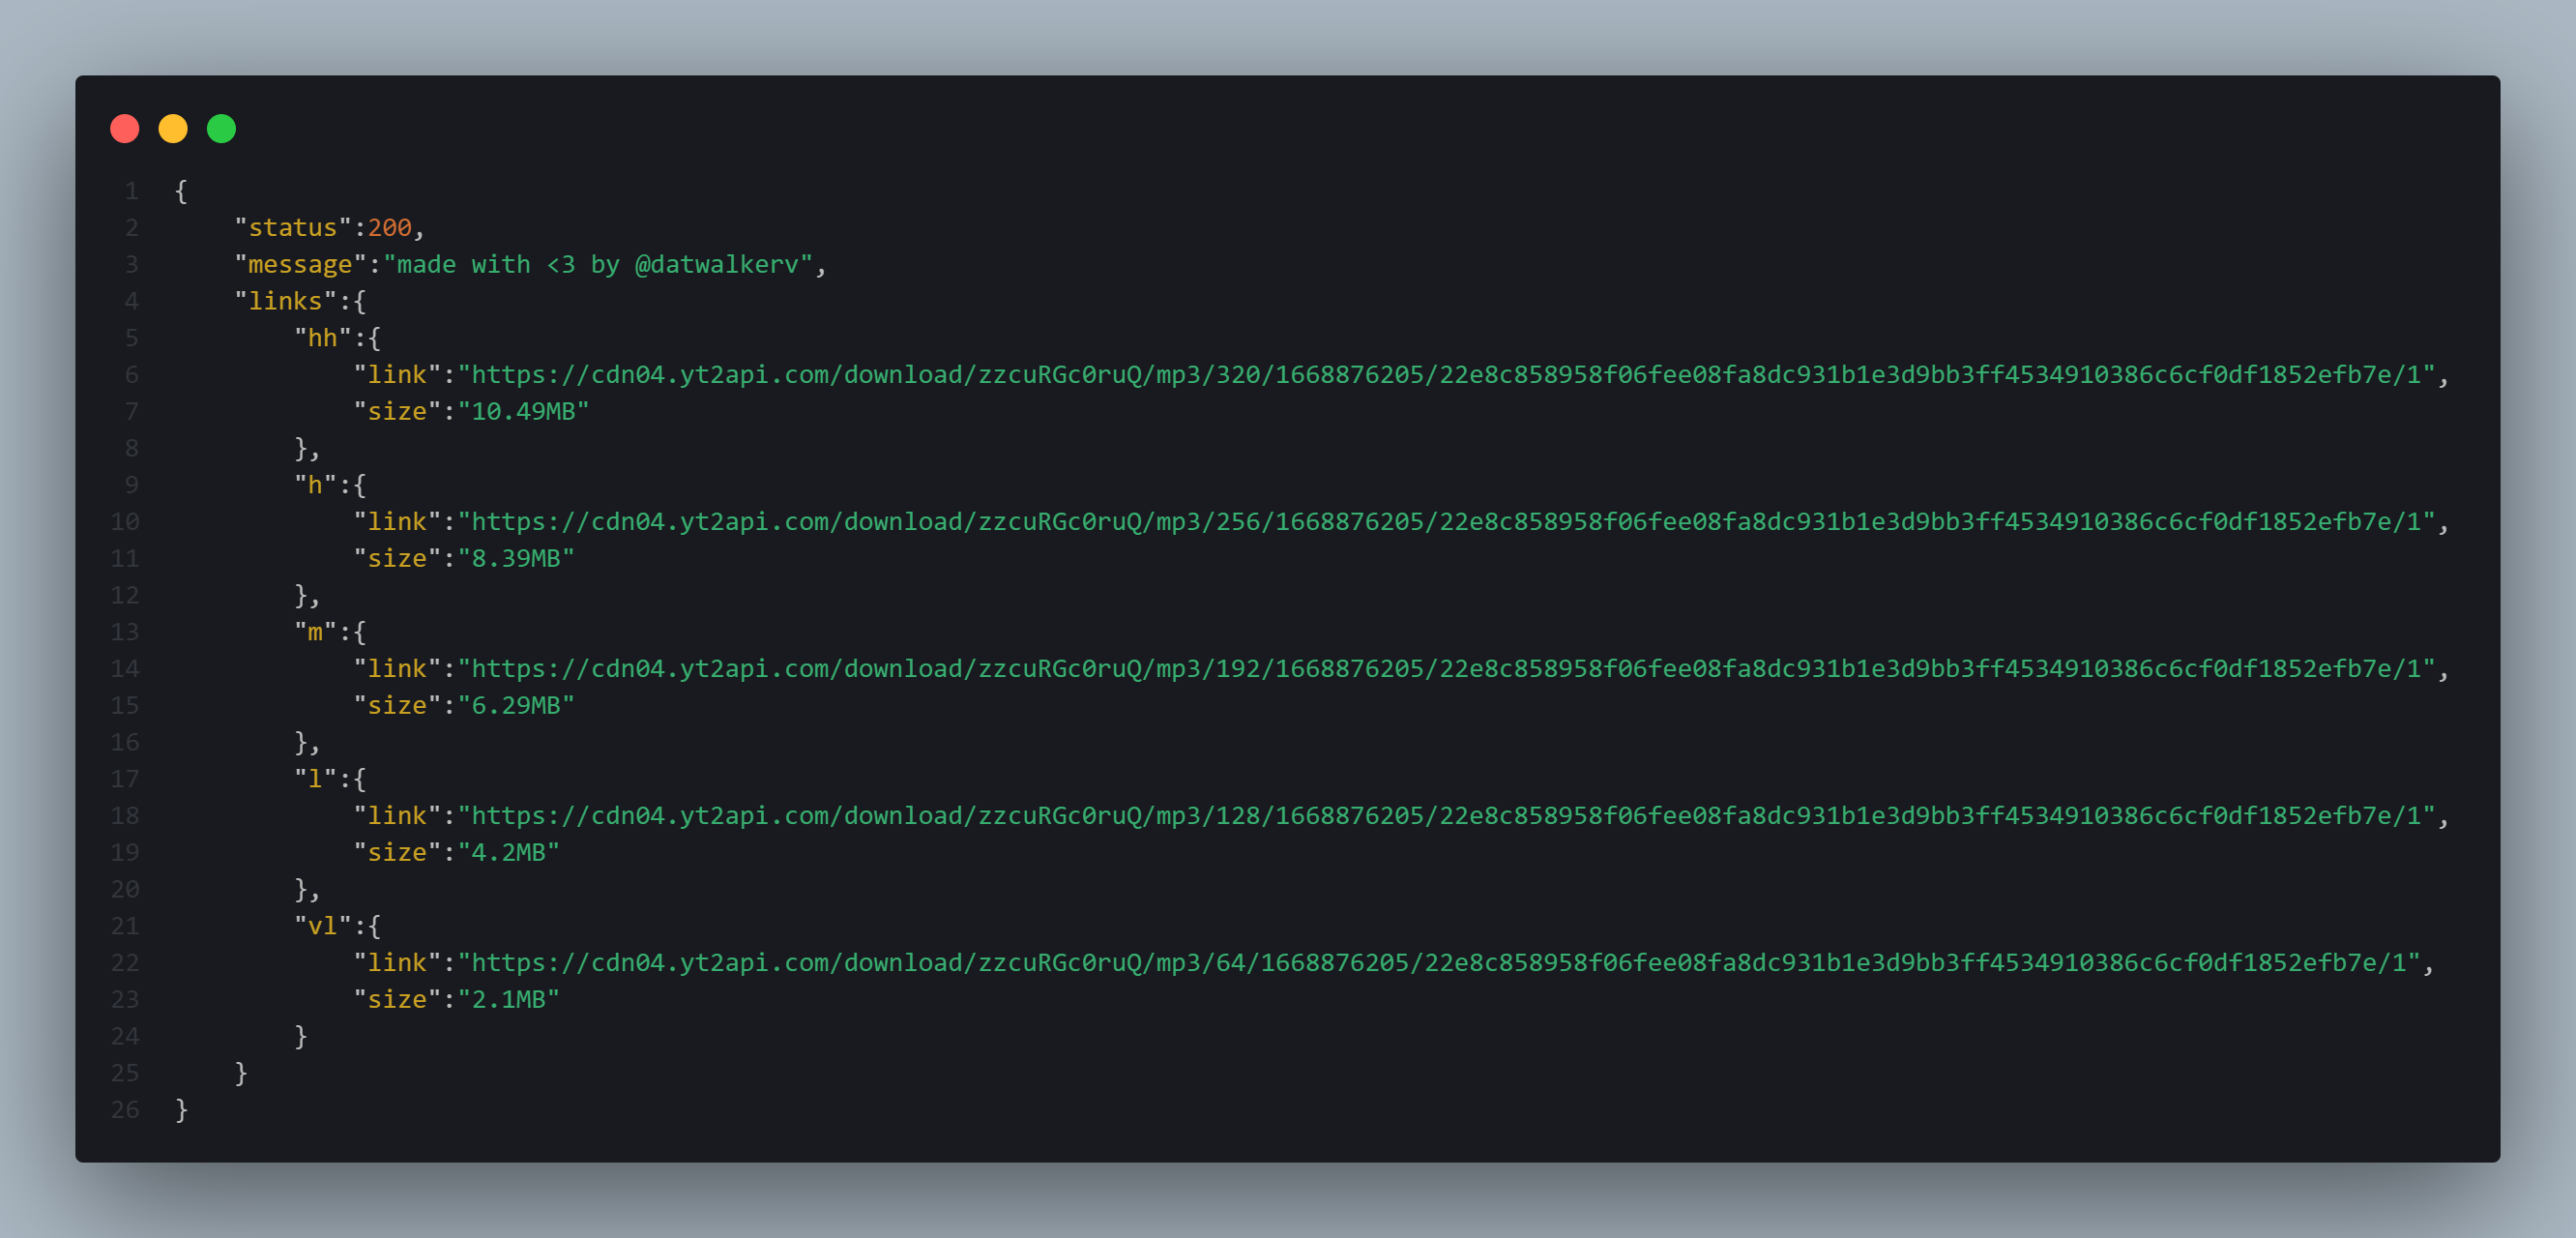 1 {
2     "status":200,
3     "message":"made with <3 by @datwalkerv",
4     "links":{
5         "hh":{
6             "link":"https://cdn04.yt2api.com/download/zzcuRGc0ruQ/mp3/320/1668876205/22e8c858958f06fee08fa8dc931b1e3d9bb3ff4534910386c6cf0df1852efb7e/1",
7             "size":"10.49MB"
8         },
9         "h":{
10             "link":"https://cdn04.yt2api.com/download/zzcuRGc0ruQ/mp3/256/1668876205/22e8c858958f06fee08fa8dc931b1e3d9bb3ff4534910386c6cf0df1852efb7e/1",
11             "size":"8.39MB"
12         },
13         "m":{
14             "link":"https://cdn04.yt2api.com/download/zzcuRGc0ruQ/mp3/192/1668876205/22e8c858958f06fee08fa8dc931b1e3d9bb3ff4534910386c6cf0df1852efb7e/1",
15             "size":"6.29MB"
16         },
17         "l":{
18             "link":"https://cdn04.yt2api.com/download/zzcuRGc0ruQ/mp3/128/1668876205/22e8c858958f06fee08fa8dc931b1e3d9bb3ff4534910386c6cf0df1852efb7e/1",
19             "size":"4.2MB"
20         },
21         "vl":{
22             "link":"https://cdn04.yt2api.com/download/zzcuRGc0ruQ/mp3/64/1668876205/22e8c858958f06fee08fa8dc931b1e3d9bb3ff4534910386c6cf0df1852efb7e/1",
23             "size":"2.1MB"
24         }
25     }
26 }